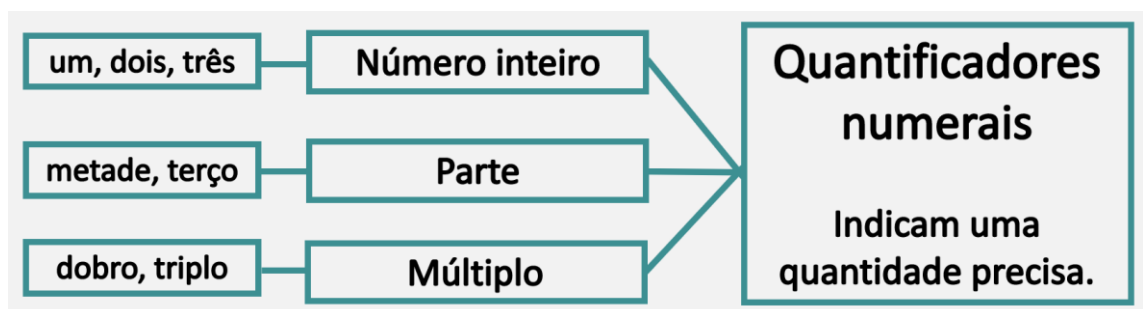 um, dois, três
Número inteiro
metade, terço
Parte
dobro, triplo
Múltiplo
Quantificadores
numerais
Indicam uma
quantidade precisa.